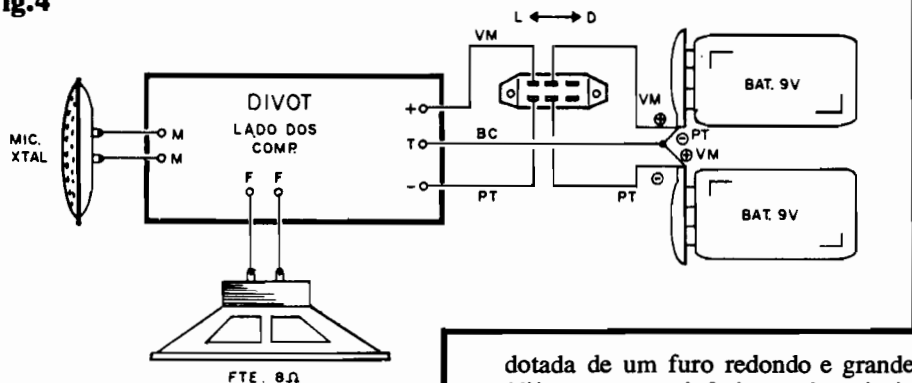 ig.4
L ↔ D
VM
DIVOT
LADO DOS
COMP.
MIC.
XTAL
M
M
F F
+
T
-
BC
PT
VM
⊕
⊖ PT
⊕ VM
⊖
PT
BAT. 9V
BAT. 9V
FTE. 8Ω
dotada de um furo redondo e grande